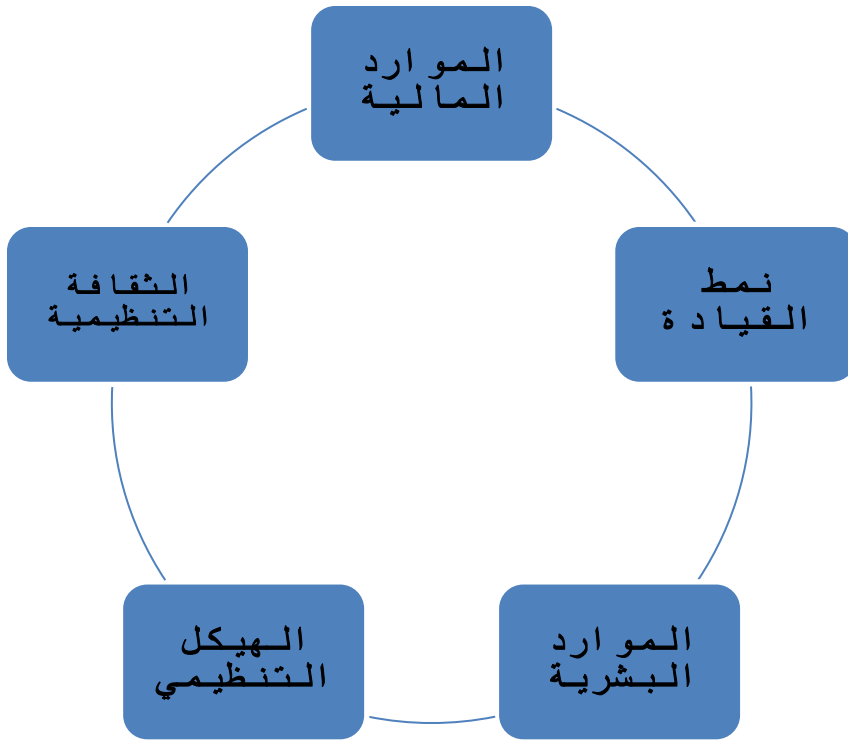 الموارد
المالية
نمط
القيادة
الموارد
البشرية
الهيكل
التنظيمي
الثقافة
التنظيمية